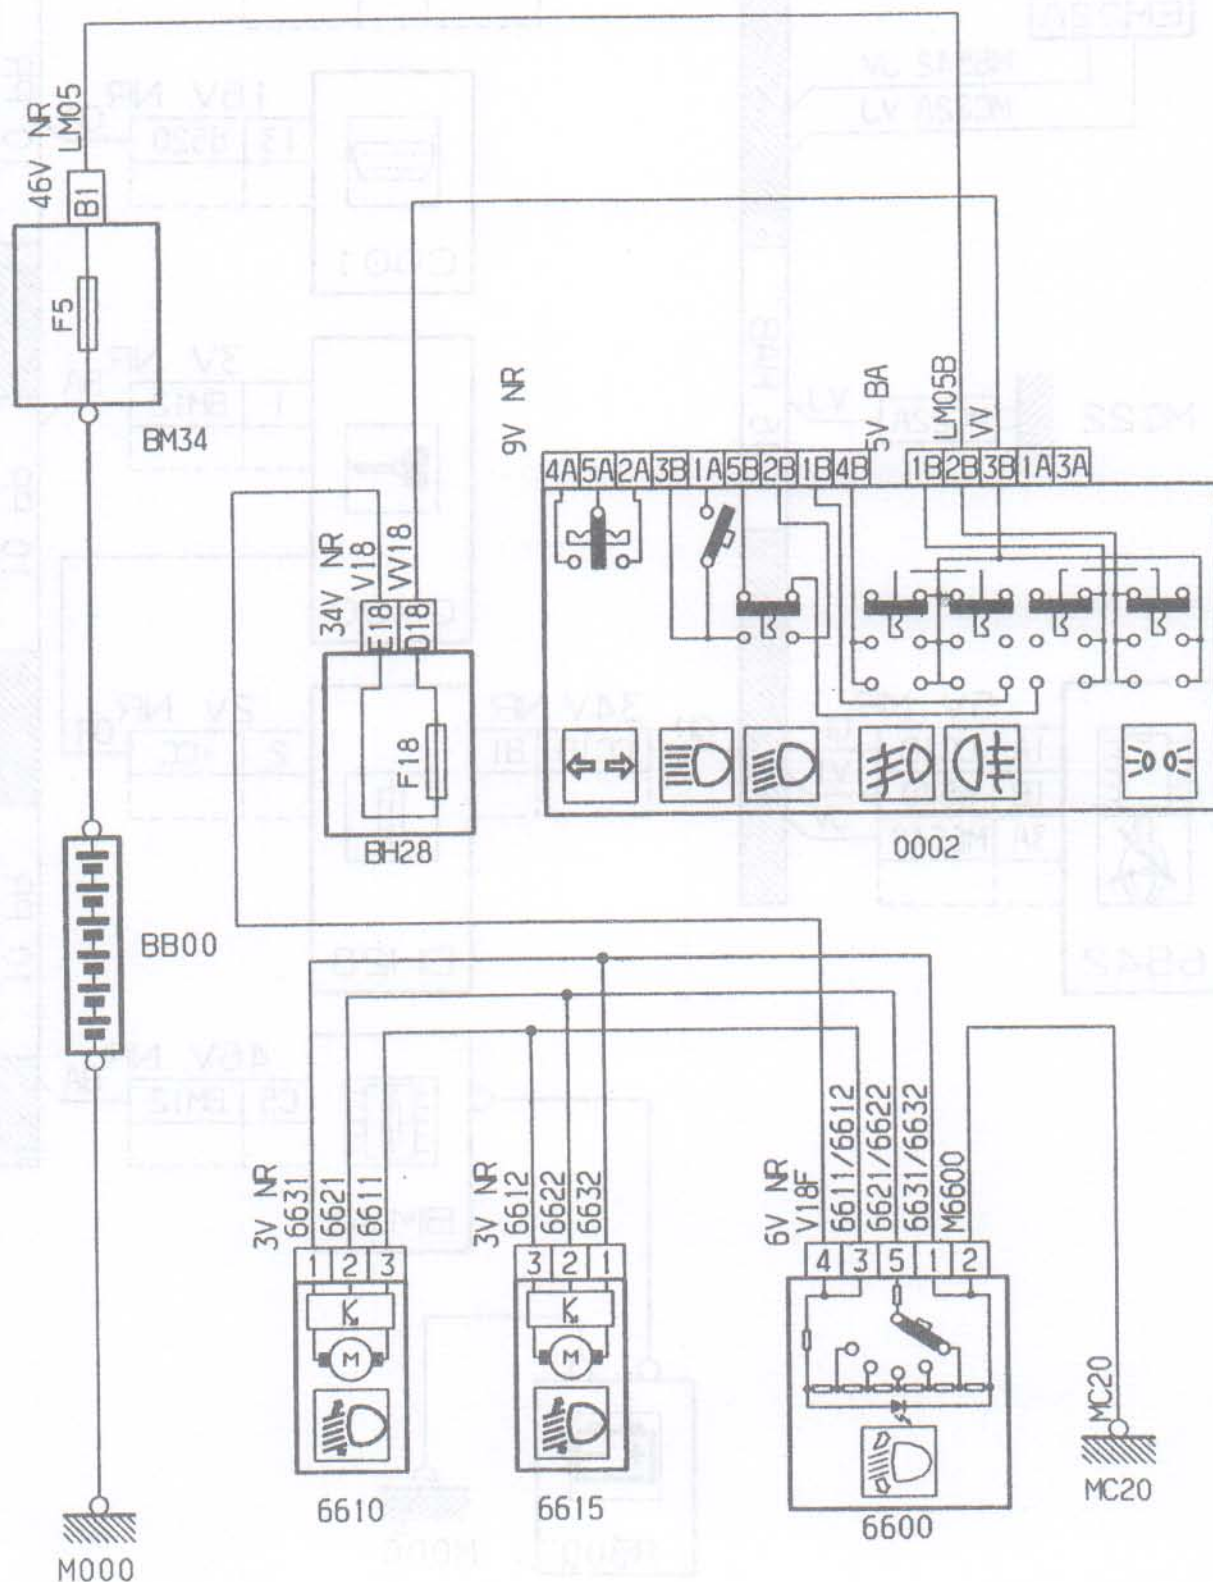 46V NR
LM05
B1
F5
BM34
34V NR
V18
VV18
E18
D18
F18
BH28
9V NR
4A 5A 2A 3B 1A 5B 2B 1B 4B
5V BA
LM05B
VV
1B 2B 3B 1A 3A
0002
BB00
3V NR
6631
6621
6611
1 2 3
K
M
6610
3V NR
6612
6622
6632
3 2 1
K
M
6615
6V NR
V18F
6611/6612
6621/6622
6631/6632
M6600
4 3 5 1 2
6600
MC20
MC20
M000